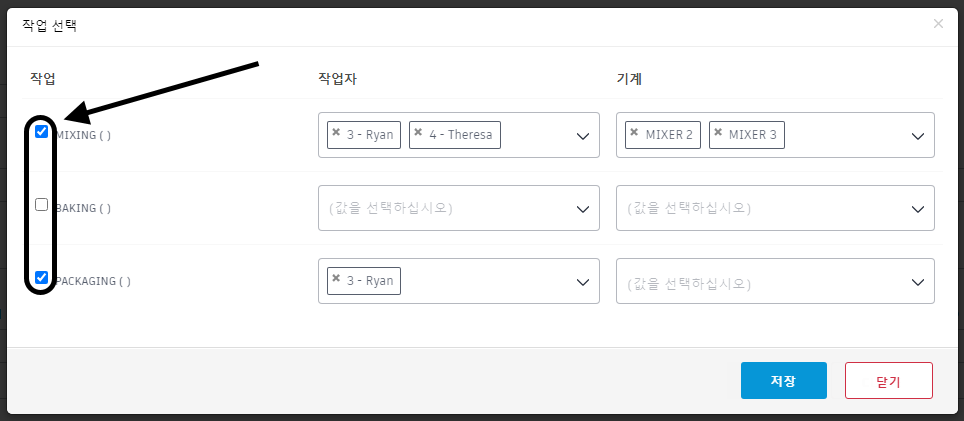 작업 선택
작업 작업자 기계
MIXING ( ) × 3 - Ryan × 4 - Theresa × MIXER 2 × MIXER 3
BAKING ( ) (값을 선택하십시오) (값을 선택하십시오)
PACKAGING ( ) × 3 - Ryan (값을 선택하십시오)
저장 닫기